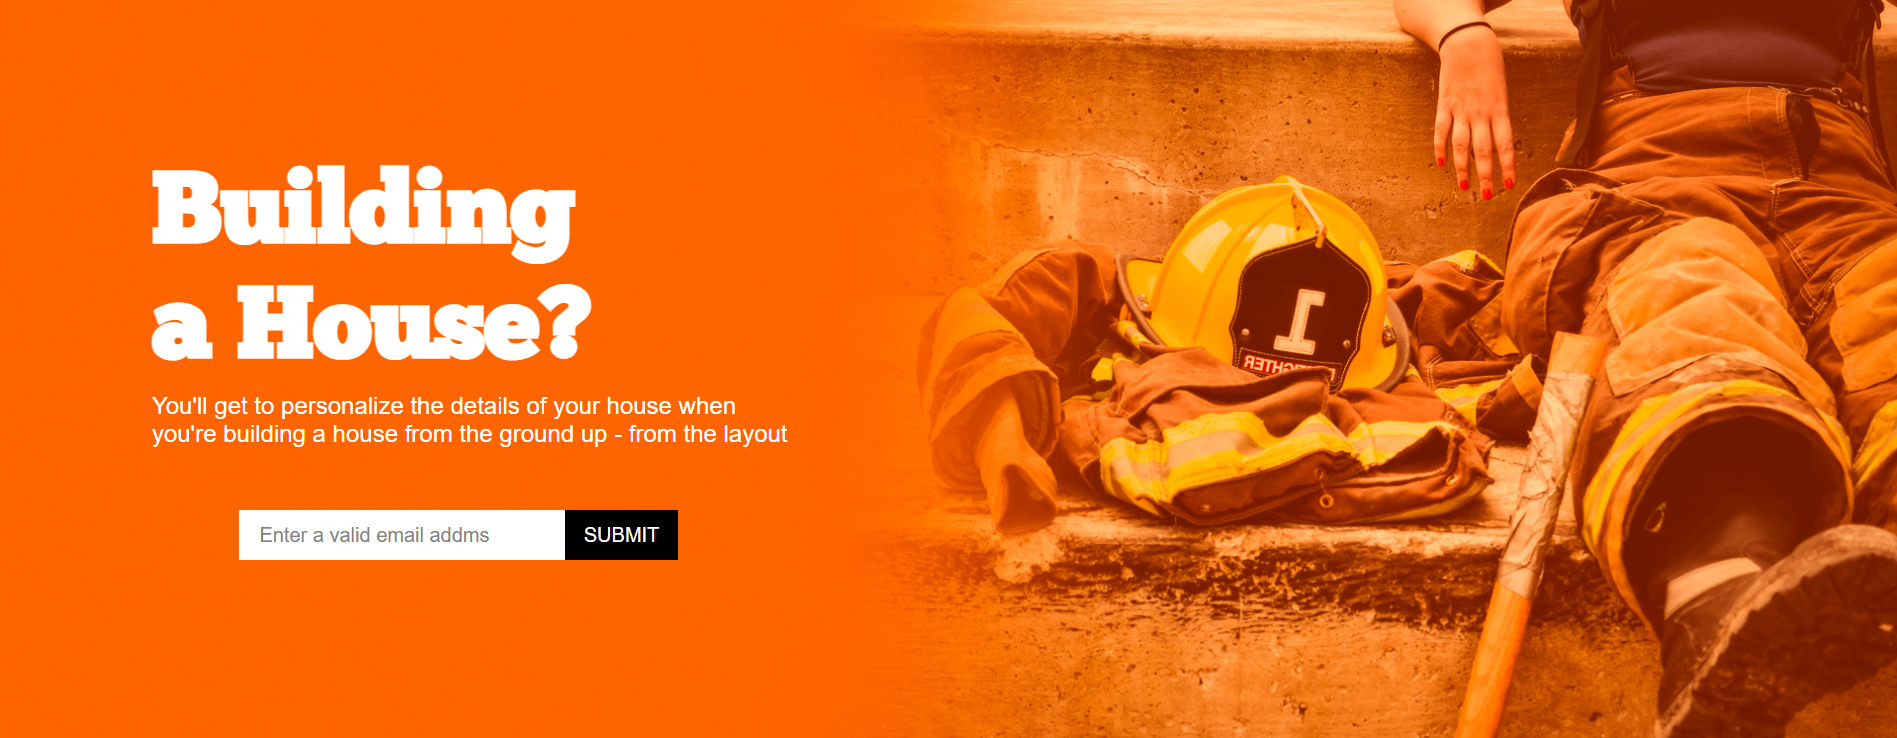 Building
a House?
You'll get to personalize the details of your house when
you're building a house from the ground up - from the layout
Enter a valid email addms
SUBMIT
1